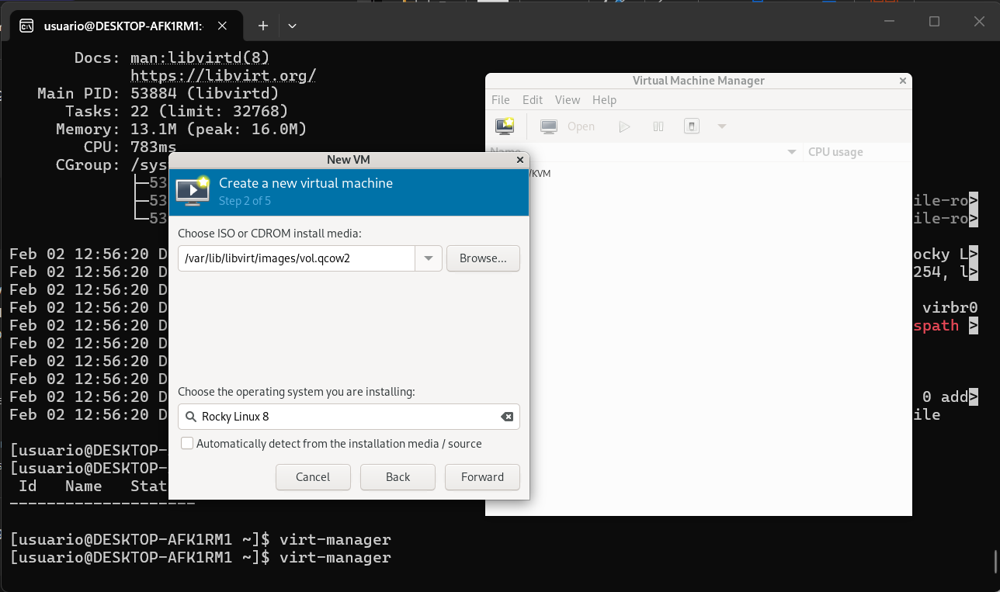 usuario@DESKTOP-AFK1RM1:
Docs: man:libvirtd(8)
https://libvirt.org/
Main PID: 53884 (libvirtd)
Tasks: 22 (limit: 32768)
Memory: 13.1M (peak: 16.0M)
CPU: 783ms
CGroup: /sys
├─53
├─53
└─53
ile-ro>
ile-ro>
Feb 02 12:56:20 D
ocky L>
Feb 02 12:56:20 D
254, l>
Feb 02 12:56:20 D
Feb 02 12:56:20 D
virbr0
Feb 02 12:56:20 D
spath >
Feb 02 12:56:20 D
Feb 02 12:56:20 D
Feb 02 12:56:20 D
Feb 02 12:56:20 D
0 add>
Feb 02 12:56:20 D
ile
[usuario@DESKTOP-
[usuario@DESKTOP-
Id Name Stat
--------------------
[usuario@DESKTOP-AFK1RM1 ~]$ virt-manager
[usuario@DESKTOP-AFK1RM1 ~]$ virt-manager
Virtual Machine Manager
File Edit View Help
Open
Name CPU usage
/KVM
New VM
Create a new virtual machine
Step 2 of 5
Choose ISO or CDROM install media:
/var/lib/libvirt/images/vol.qcow2 Browse...
Choose the operating system you are installing:
Rocky Linux 8
Automatically detect from the installation media / source
Cancel Back Forward